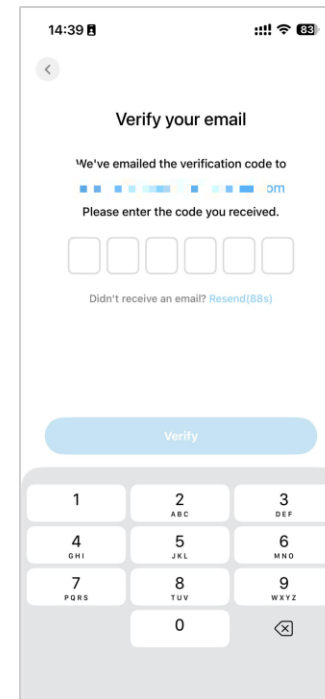 14:39
83
Verify your email
We've emailed the verification code to
om
Please enter the code you received.
Didn't receive an email? Resend(88s)
Verify
1
2
ABC
3
DEF
4
GHI
5
JKL
6
MNO
7
PQRS
8
TUV
9
WXYZ
0